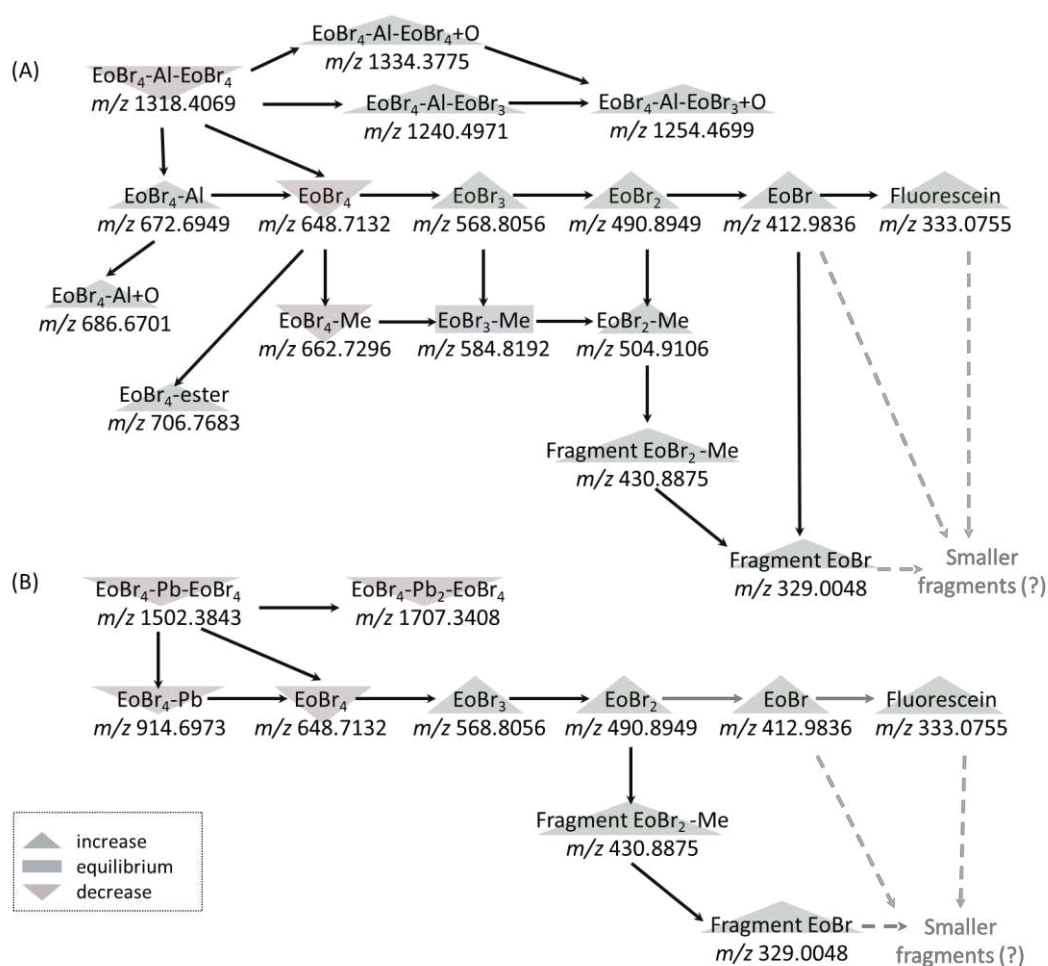 (A)
EoBr₄-Al-EoBr₄+O
m/z 1334.3775
EoBr₄-Al-EoBr₄
m/z 1318.4069
EoBr₄-Al-EoBr₃
m/z 1240.4971
EoBr₄-Al-EoBr₃+O
m/z 1254.4699
EoBr₄-Al
m/z 672.6949
EoBr₄
m/z 648.7132
EoBr₃
m/z 568.8056
EoBr₂
m/z 490.8949
EoBr
m/z 412.9836
Fluorescein
m/z 333.0755
EoBr₄-Al+O
m/z 686.6701
EoBr₄-Me
m/z 662.7296
EoBr₃-Me
m/z 584.8192
EoBr₂-Me
m/z 504.9106
EoBr₄-ester
m/z 706.7683
Fragment EoBr₂ -Me
m/z 430.8875
Fragment EoBr
m/z 329.0048
Smaller
fragments (?)
(B)
EoBr₄-Pb-EoBr₄
m/z 1502.3843
EoBr₄-Pb₂-EoBr₄
m/z 1707.3408
EoBr₄-Pb
m/z 914.6973
EoBr₄
m/z 648.7132
EoBr₃
m/z 568.8056
EoBr₂
m/z 490.8949
EoBr
m/z 412.9836
Fluorescein
m/z 333.0755
Fragment EoBr₂ -Me
m/z 430.8875
Fragment EoBr
m/z 329.0048
Smaller
fragments (?)
increase
equilibrium
decrease